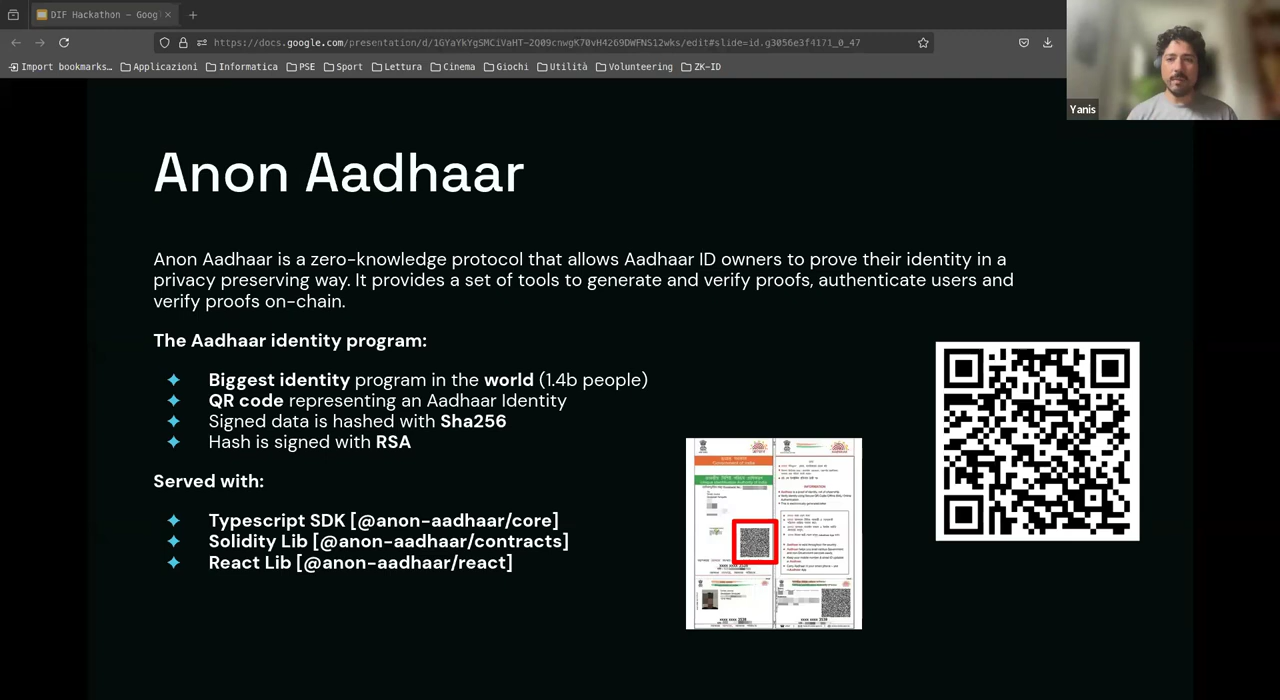 DIF Hackathon – Goog
https://docs.google.com/presentation/d/1GYaYkYgSMCiVaHT-2Q09cnwgK70vH4269DWFNS12wks/edit#slide=id.g3056e3f4171_0_47
Import bookmarks… Applicazioni Informatica PSE Sport Lettura Cinema Giochi Utilità Volunteering ZK-ID
Yanis
Anon Aadhaar
Anon Aadhaar is a zero-knowledge protocol that allows Aadhaar ID owners to prove their identity in a
privacy preserving way. It provides a set of tools to generate and verify proofs, authenticate users and
verify proofs on-chain.
The Aadhaar identity program:
Biggest identity program in the world (1.4b people)
QR code representing an Aadhaar Identity
Signed data is hashed with Sha256
Hash is signed with RSA
Served with:
Typescript SDK [@anon-aadhaar/core]
Solidity Lib [@anon-aadhaar/contracts]
React Lib [@anon-aadhaar/react]
INFORMATION